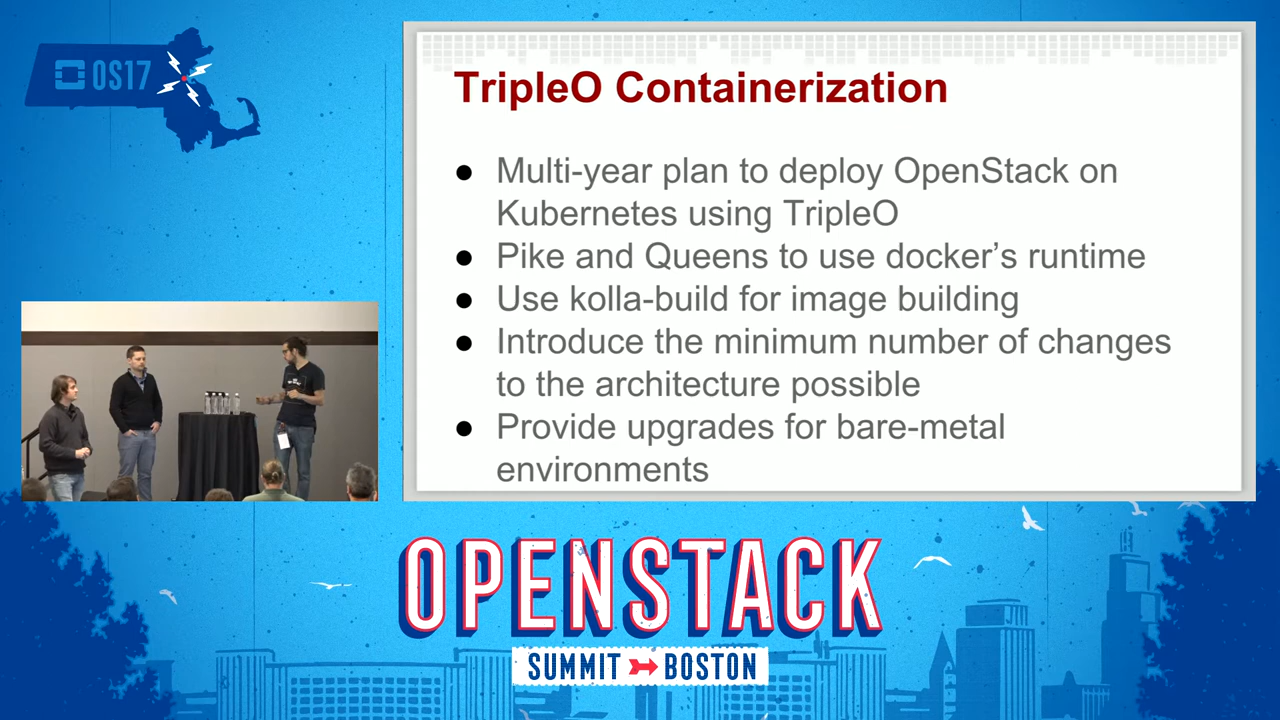 OS17
TripleO Containerization
● Multi-year plan to deploy OpenStack on
Kubernetes using TripleO
● Pike and Queens to use docker's runtime
● Use kolla-build for image building
● Introduce the minimum number of changes
to the architecture possible
● Provide upgrades for bare-metal
environments
OPENSTACK
SUMMIT BOSTON